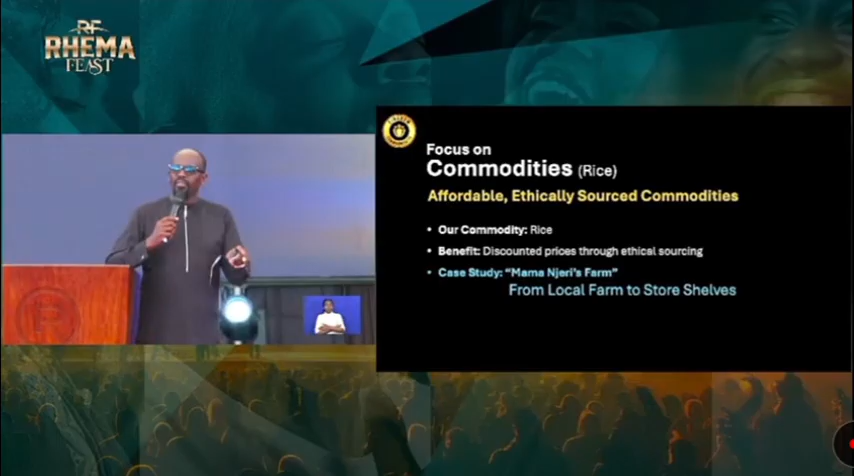 RF
RHEMA
FEAST
Focus on
Commodities (Rice)
Affordable, Ethically Sourced Commodities
• Our Commodity: Rice
• Benefit: Discounted prices through ethical sourcing
• Case Study: “Mama Njeri’s Farm”
From Local Farm to Store Shelves
R